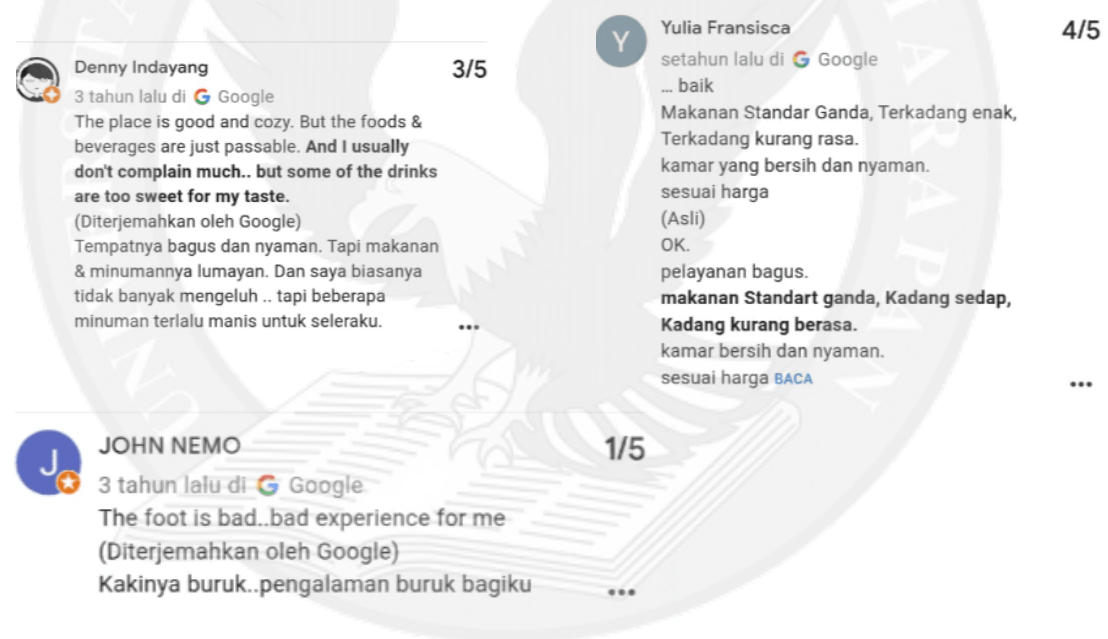 Denny Indayang
3/5
3 tahun lalu di Google
The place is good and cozy. But the foods &
beverages are just passable. And I usually
don't complain much.. but some of the drinks
are too sweet for my taste.
(Diterjemahkan oleh Google)
Tempatnya bagus dan nyaman. Tapi makanan
& minumannya lumayan. Dan saya biasanya
tidak banyak mengeluh .. tapi beberapa
minuman terlalu manis untuk seleraku.
Y
Yulia Fransisca
4/5
setahun lalu di Google
... baik
Makanan Standar Ganda, Terkadang enak,
Terkadang kurang rasa.
kamar yang bersih dan nyaman.
sesuai harga
(Asli)
OK.
pelayanan bagus.
makanan Standart ganda, Kadang sedap,
Kadang kurang berasa.
kamar bersih dan nyaman.
sesuai harga BACA
J
JOHN NEMO
1/5
3 tahun lalu di Google
The foot is bad..bad experience for me
(Diterjemahkan oleh Google)
Kakinya buruk..pengalaman buruk bagiku